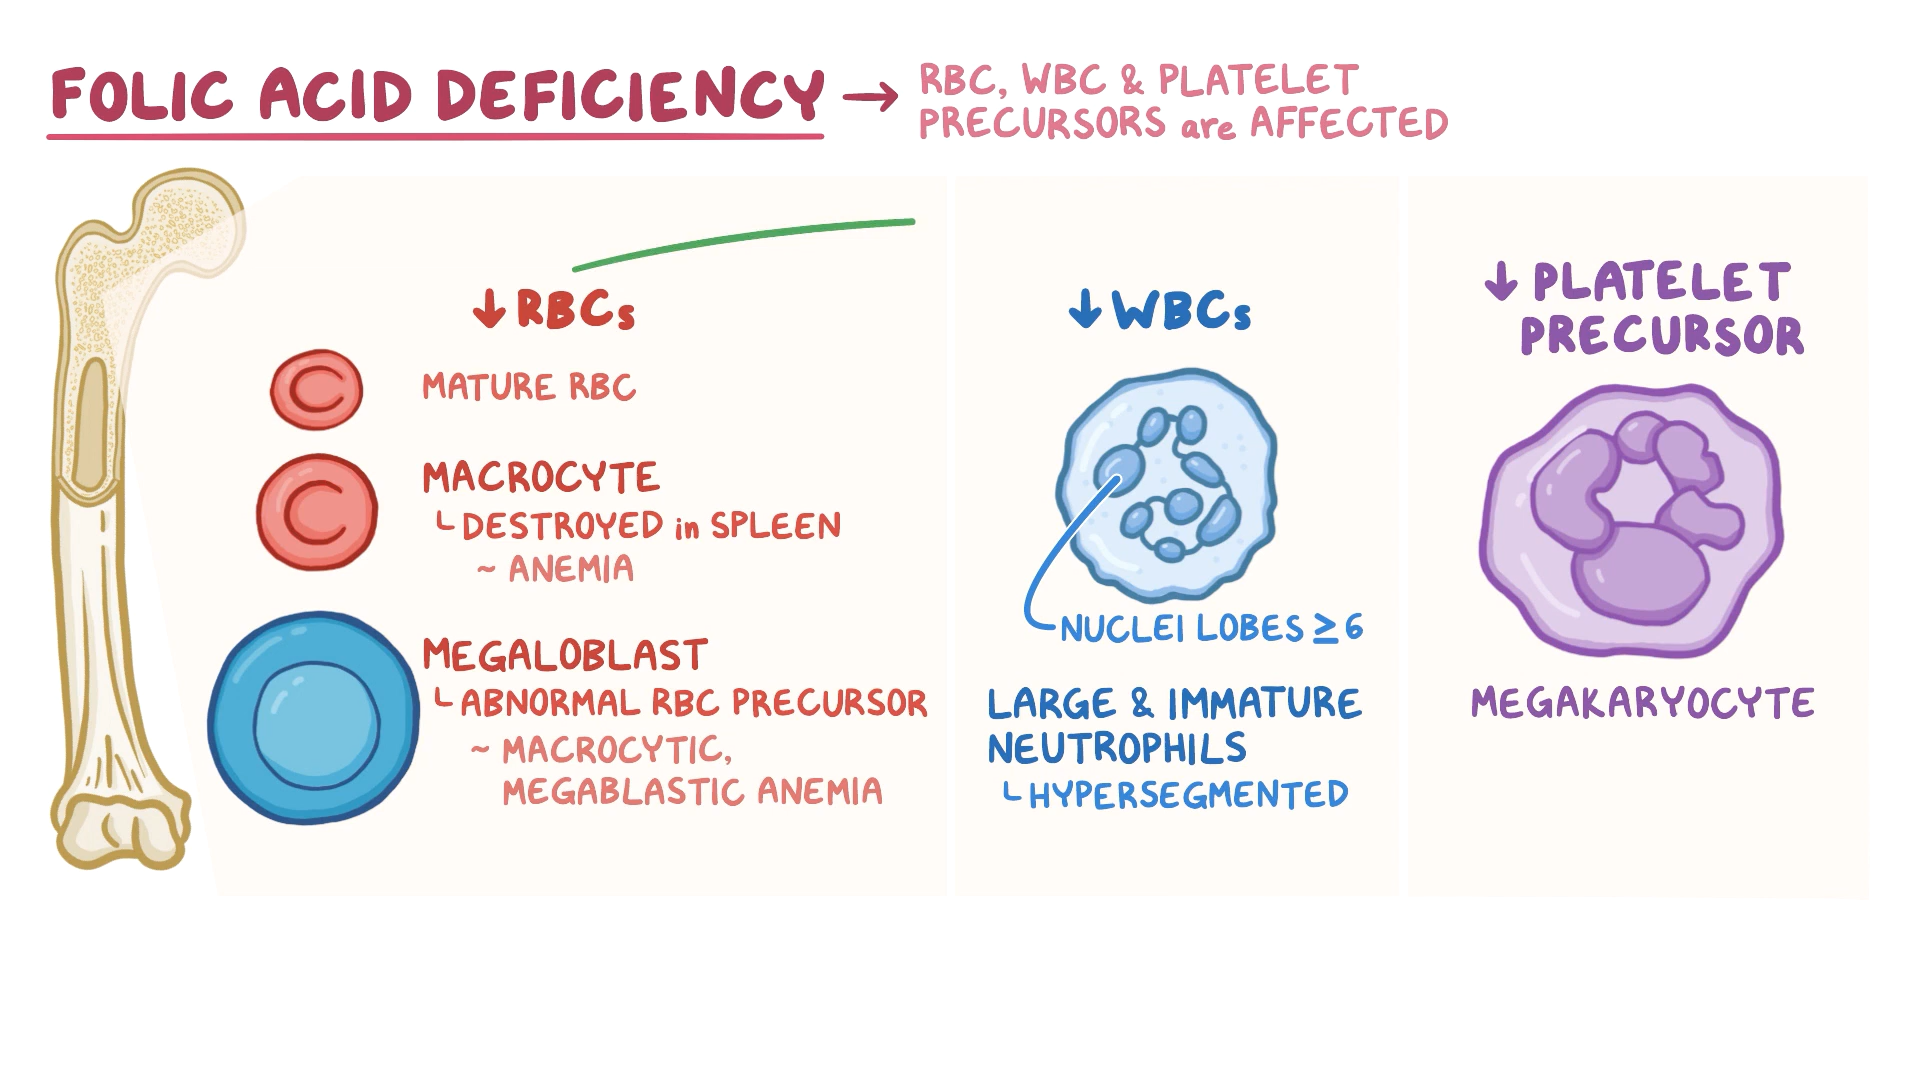 FOLIC ACID DEFICIENCY → RBC, WBC & PLATELET
PRECURSORS are AFFECTED
↓ RBCs
MATURE RBC
MACROCYTE
DESTROYED in SPLEEN
~ ANEMIA
MEGALOBLAST
ABNORMAL RBC PRECURSOR
~ MACROCYTIC,
MEGABLASTIC ANEMIA
↓ WBCs
NUCLEI LOBES ≥ 6
LARGE & IMMATURE
NEUTROPHILS
HYPERSEGMENTED
↓ PLATELET
PRECURSOR
MEGAKARYOCYTE